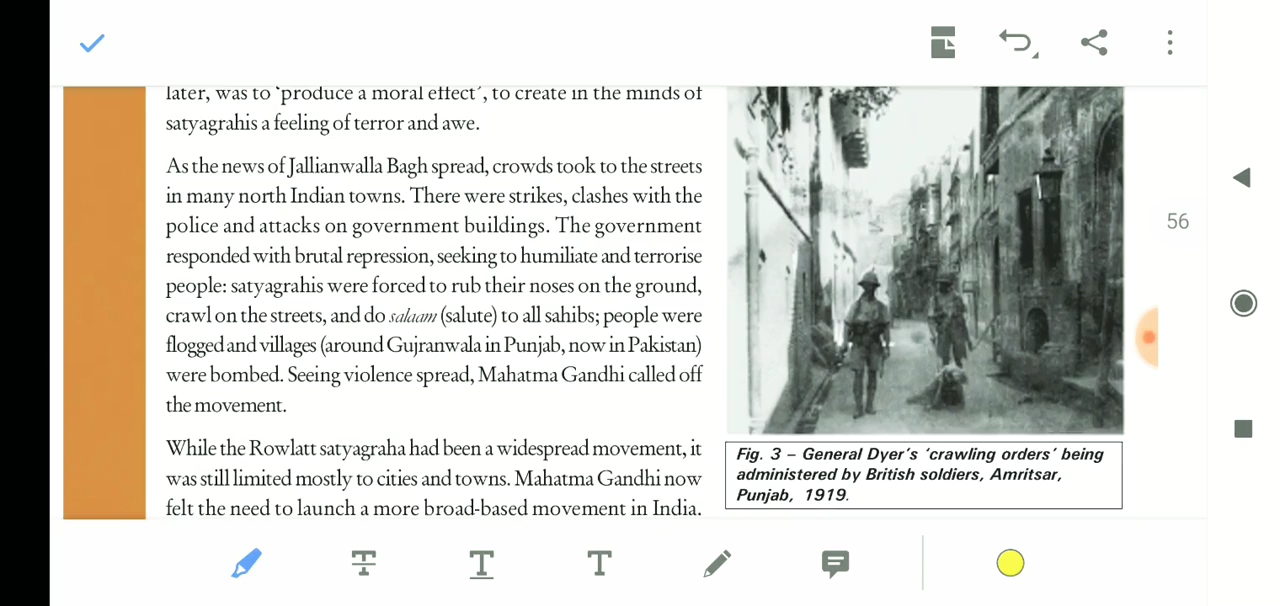 later, was to 'produce a moral effect', to create in the minds of
satyagrahis a feeling of terror and awe.
As the news of Jallianwalla Bagh spread, crowds took to the streets
in many north Indian towns. There were strikes, clashes with the
police and attacks on government buildings. The government
responded with brutal repression, seeking to humiliate and terrorise
people: satyagrahis were forced to rub their noses on the ground,
crawl on the streets, and do salaam (salute) to all sahibs; people were
flogged and villages (around Gujranwala in Punjab, now in Pakistan)
were bombed. Seeing violence spread, Mahatma Gandhi called off
the movement.
While the Rowlatt satyagraha had been a widespread movement, it
was still limited mostly to cities and towns. Mahatma Gandhi now
felt the need to launch a more broad-based movement in India.
Fig. 3 – General Dyer's 'crawling orders' being
administered by British soldiers, Amritsar,
Punjab, 1919.
56
T
T
T